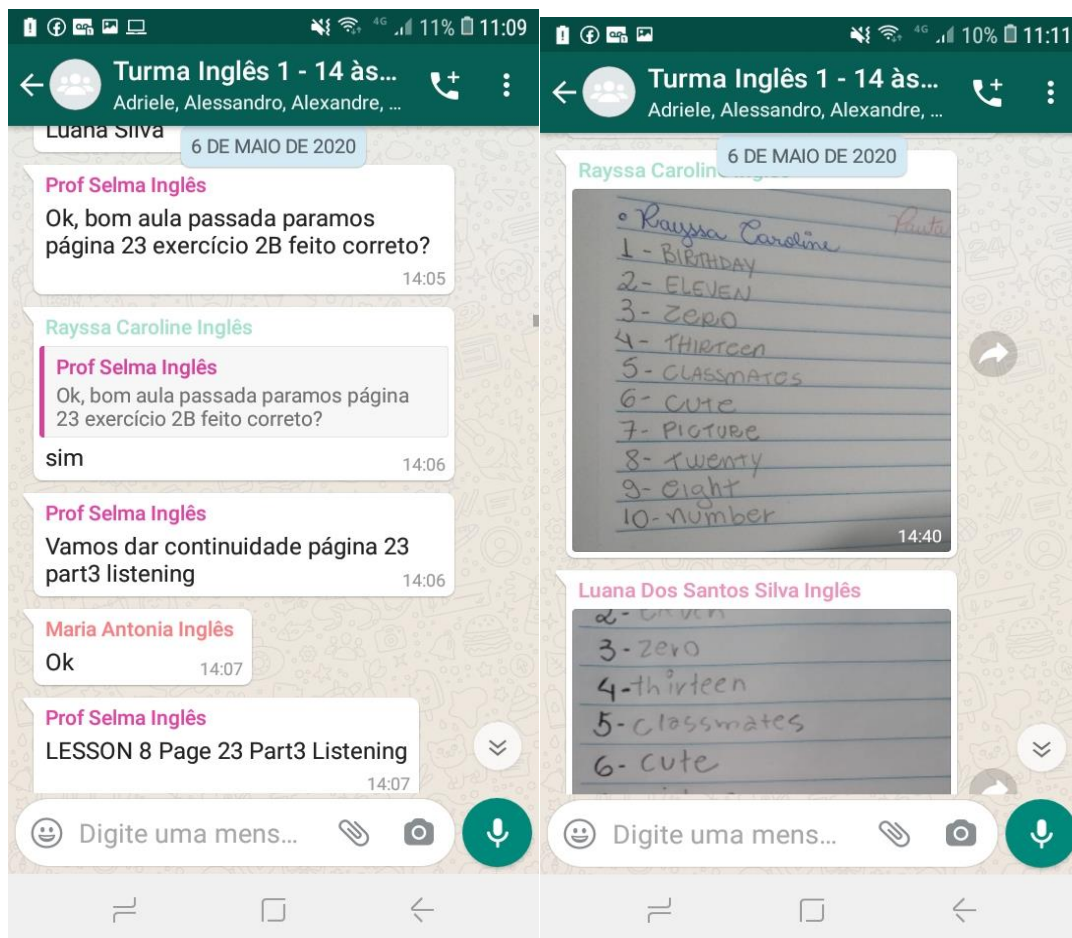 4G 11% 11:09
Turma Inglês 1 - 14 às...
Adriele, Alessandro, Alexandre, ...
Luana Silva
6 DE MAIO DE 2020
Prof Selma Inglês
Ok, bom aula passada paramos
página 23 exercício 2B feito correto?
14:05
Rayssa Caroline Inglês
Prof Selma Inglês
Ok, bom aula passada paramos página
23 exercício 2B feito correto?
sim
14:06
Prof Selma Inglês
Vamos dar continuidade página 23
part3 listening
14:06
Maria Antonia Inglês
Ok
14:07
Prof Selma Inglês
LESSON 8 Page 23 Part3 Listening
14:07
Digite uma mens...
4G 10% 11:11
Turma Inglês 1 - 14 às...
Adriele, Alessandro, Alexandre, ...
6 DE MAIO DE 2020
Rayssa Caroline
Rayssa Caroline
1 - BIRTHDAY
2 - ELEVEN
3 - Zero
4 - THIRTeen
5 - CLASSMATES
6 - CUTE
7 - PICTURE
8 - Twenty
9 - eight
10 - number
14:40
Luana Dos Santos Silva Inglês
2 -
3 - Zero
4 - thirteen
5 - classmates
6 - cute
Digite uma mens...